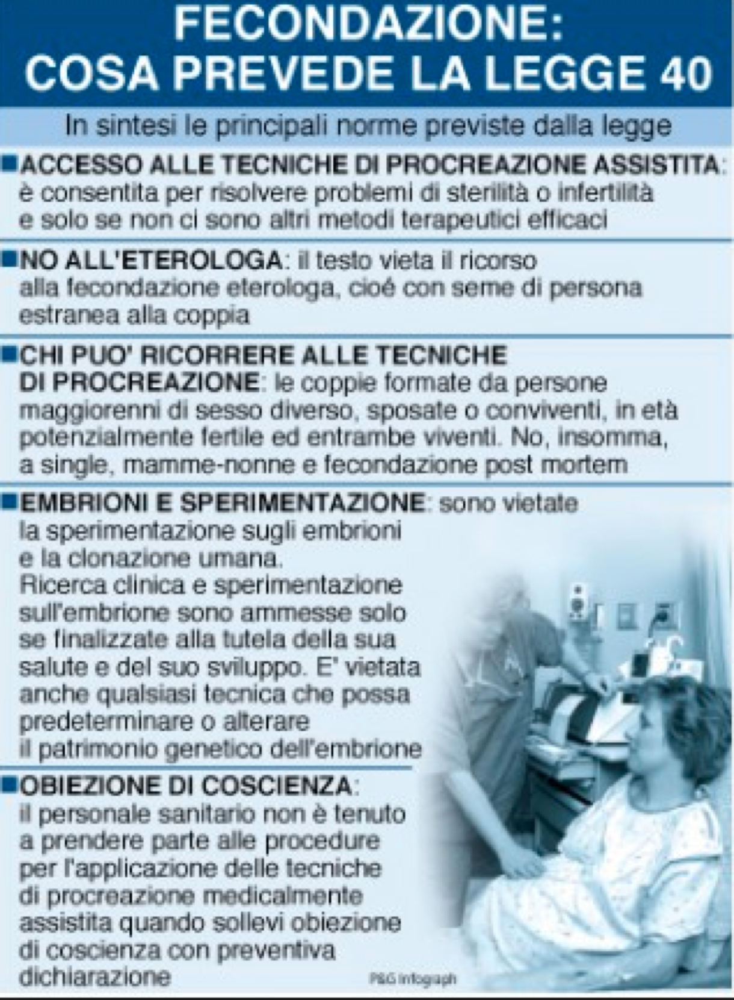 FECONDAZIONE:
COSA PREVEDE LA LEGGE 40
In sintesi le principali norme previste dalla legge
ACCESSO ALLE TECNICHE DI PROCREAZIONE ASSISTITA:
è consentita per risolvere problemi di sterilità o infertilità
e solo se non ci sono altri metodi terapeutici efficaci
NO ALL'ETEROLOGA: il testo vieta il ricorso
alla fecondazione eterologa, cioé con seme di persona
estranea alla coppia
CHI PUO' RICORRERE ALLE TECNICHE
DI PROCREAZIONE: le coppie formate da persone
maggiorenni di sesso diverso, sposate o conviventi, in età
potenzialmente fertile ed entrambe viventi. No, insomma,
a single, mamme-nonne e fecondazione post mortem
EMBRIONI E SPERIMENTAZIONE: sono vietate
la sperimentazione sugli embrioni
e la clonazione umana.
Ricerca clinica e sperimentazione
sull'embrione sono ammesse solo
se finalizzate alla tutela della sua
salute e del suo sviluppo. E' vietata
anche qualsiasi tecnica che possa
predeterminare o alterare
il patrimonio genetico dell'embrione
OBIEZIONE DI COSCIENZA:
il personale sanitario non è tenuto
a prendere parte alle procedure
per l'applicazione delle tecniche
di procreazione medicalmente
assistita quando sollevi obiezione
di coscienza con preventiva
dichiarazione
P&G Infograph